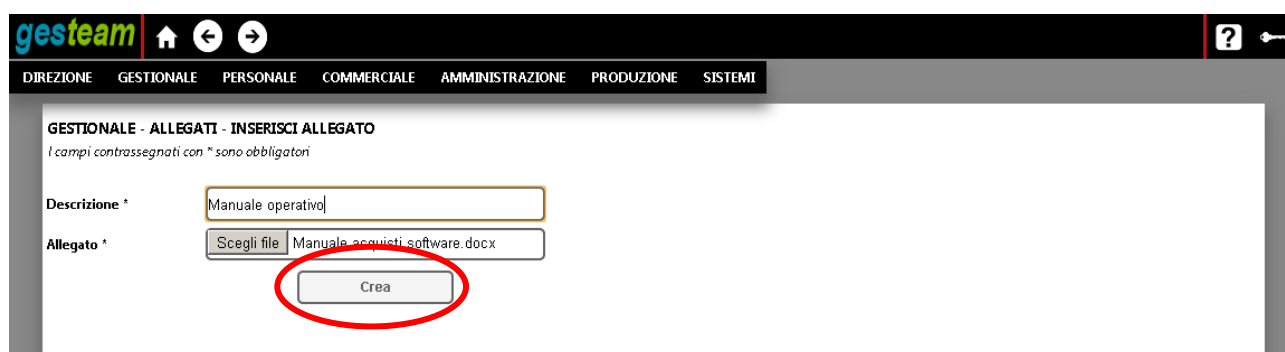 gesteam ?
DIREZIONE GESTIONALE PERSONALE COMMERCIALE AMMINISTRAZIONE PRODUZIONE SISTEMI
GESTIONALE - ALLEGATI - INSERISCI ALLEGATO
I campi contrassegnati con * sono obbligatori
Descrizione * Manuale operativo
Allegato * Scegli file Manuale acquisti software.docx
Crea